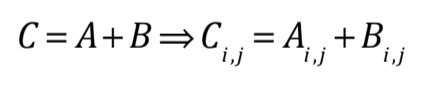 C = A + B ⟹ C_{i,j} = A_{i,j} + B_{i,j}